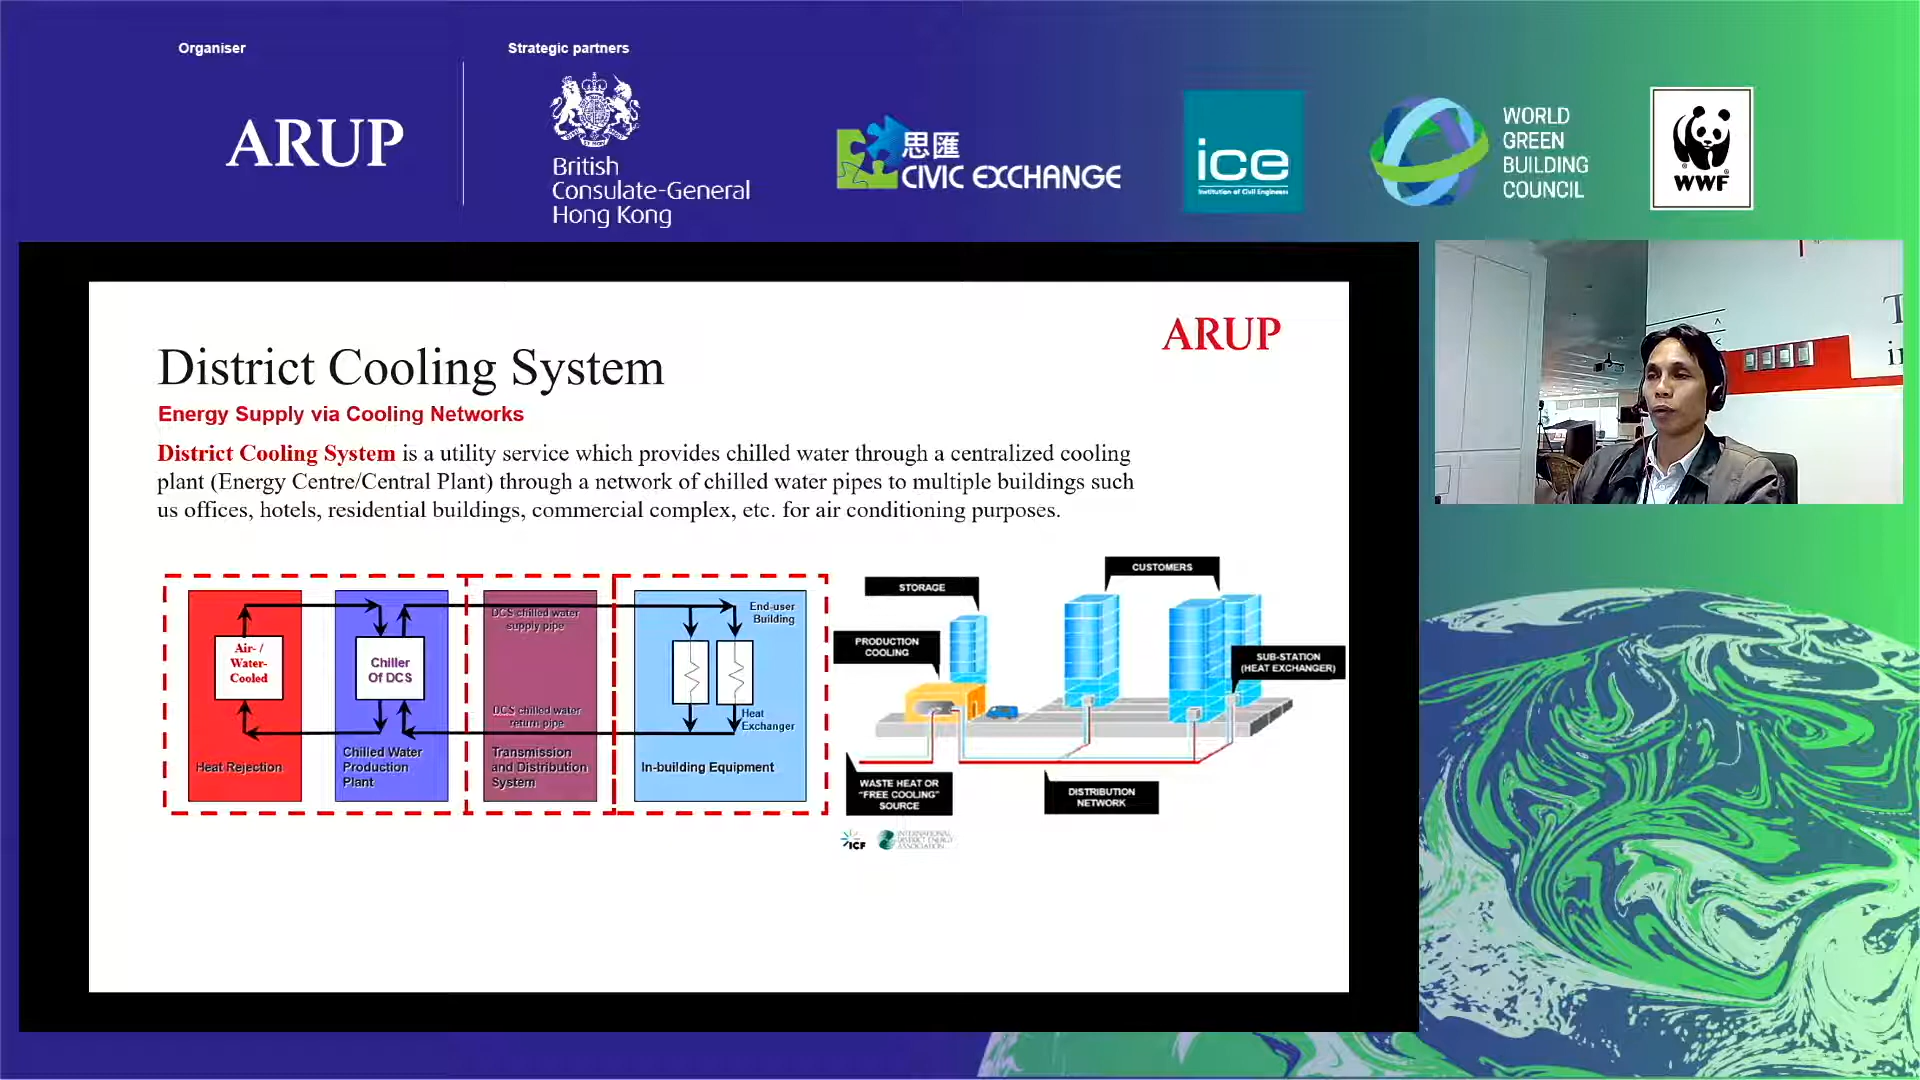 Organiser
Strategic partners
ARUP
British
Consulate-General
Hong Kong
思匯
CIVIC EXCHANGE
ice
Institution of Civil Engineers
WORLD
GREEN
BUILDING
COUNCIL
WWF
ARUP
District Cooling System
Energy Supply via Cooling Networks
District Cooling System is a utility service which provides chilled water through a centralized cooling
plant (Energy Centre/Central Plant) through a network of chilled water pipes to multiple buildings such
us offices, hotels, residential buildings, commercial complex, etc. for air conditioning purposes.
Air- /
Water-
Cooled
Heat Rejection
Chiller
Of DCS
Chilled Water
Production
Plant
DCS chilled water
supply pipe
DCS chilled water
return pipe
Transmission
and Distribution
System
End-user
Building
Heat
Exchanger
In-building Equipment
STORAGE
CUSTOMERS
PRODUCTION
COOLING
SUB-STATION
(HEAT EXCHANGER)
WASTE HEAT OR
"FREE COOLING"
SOURCE
DISTRIBUTION
NETWORK
ICF
INTERNATIONAL
DISTRICT ENERGY
ASSOCIATION